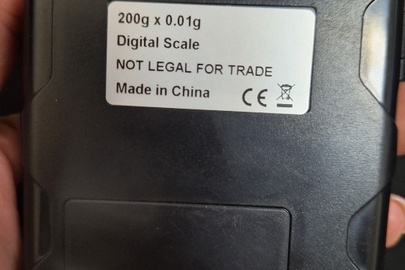 200g x 0.01g
Digital Scale
NOT LEGAL FOR TRADE
Made in China CE